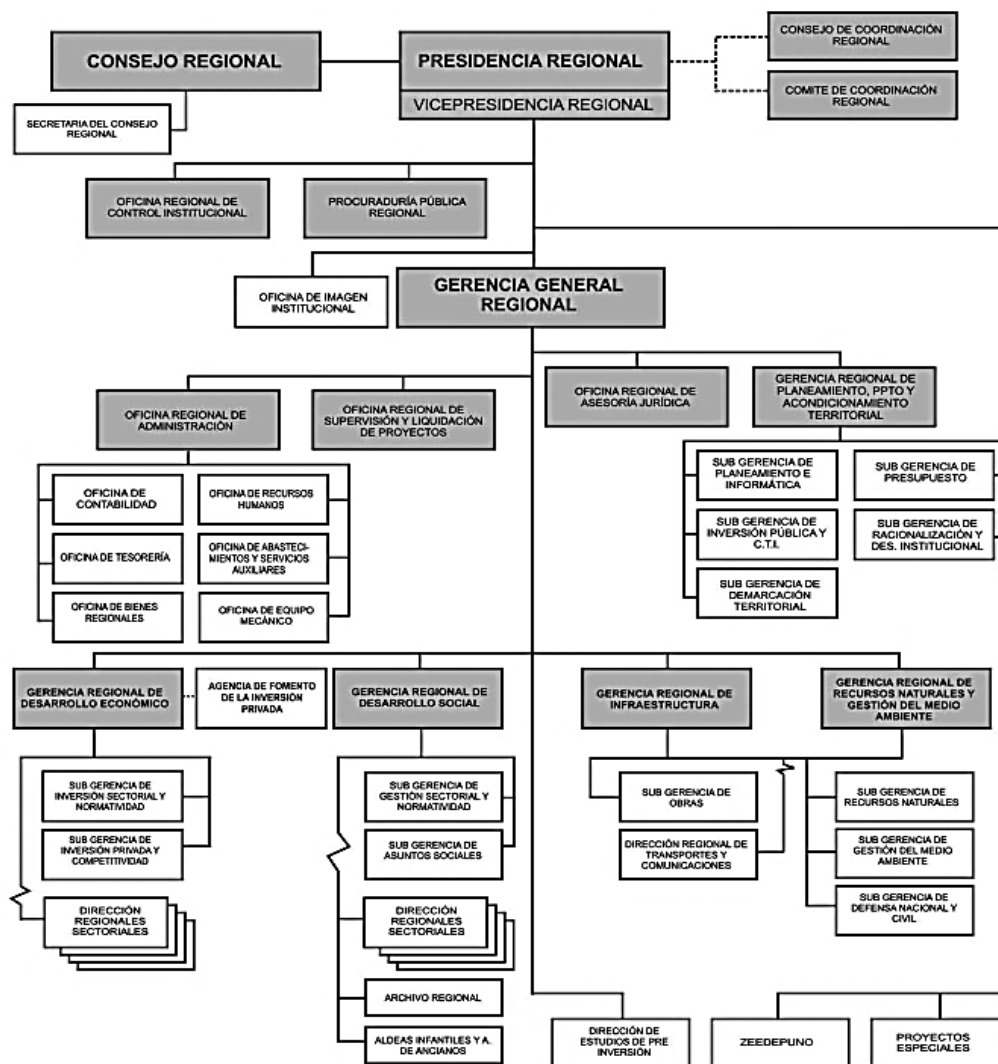 CONSEJO DE COORDINACIÓN
REGIONAL
CONSEJO REGIONAL
PRESIDENCIA REGIONAL
VICEPRESIDENCIA REGIONAL
COMITE DE COORDINACIÓN
REGIONAL
SECRETARIA DEL CONSEJO
REGIONAL
OFICINA REGIONAL DE
CONTROL INSTITUCIONAL
PROCURADURÍA PÚBLICA
REGIONAL
OFICINA DE IMAGEN
INSTITUCIONAL
GERENCIA GENERAL
REGIONAL
OFICINA REGIONAL DE
ADMINISTRACIÓN
OFICINA REGIONAL DE
SUPERVISIÓN Y LIQUIDACIÓN
DE PROYECTOS
OFICINA REGIONAL DE
ASESORÍA JURÍDICA
GERENCIA REGIONAL DE
PLANEAMIENTO, PPTO Y
ACONDICIONAMIENTO
TERRITORIAL
OFICINA DE
CONTABILIDAD
OFICINA DE RECURSOS
HUMANOS
OFICINA DE TESORERÍA
OFICINA DE ABASTECI-
MIENTOS Y SERVICIOS
AUXILIARES
OFICINA DE BIENES
REGIONALES
OFICINA DE EQUIPO
MECÁNICO
SUB GERENCIA DE
PLANEAMIENTO E
INFORMÁTICA
SUB GERENCIA DE
PRESUPUESTO
SUB GERENCIA DE
INVERSIÓN PÚBLICA Y
C.T.I.
SUB GERENCIA DE
RACIONALIZACIÓN Y
DES. INSTITUCIONAL
SUB GERENCIA DE
DEMARCACIÓN
TERRITORIAL
GERENCIA REGIONAL DE
DESARROLLO ECONÓMICO
AGENCIA DE FOMENTO
DE LA INVERSIÓN
PRIVADA
GERENCIA REGIONAL DE
DESARROLLO SOCIAL
GERENCIA REGIONAL DE
INFRAESTRUCTURA
GERENCIA REGIONAL DE
RECURSOS NATURALES Y
GESTIÓN DEL MEDIO
AMBIENTE
SUB GERENCIA DE
INVERSIÓN SECTORIAL Y
NORMATIVIDAD
SUB GERENCIA DE
INVERSIÓN PRIVADA Y
COMPETITIVIDAD
DIRECCIÓN
REGIONALES
SECTORIALES
SUB GERENCIA DE
GESTIÓN SECTORIAL Y
NORMATIVIDAD
SUB GERENCIA DE
ASUNTOS SOCIALES
DIRECCIÓN
REGIONALES
SECTORIALES
ARCHIVO REGIONAL
ALDEAS INFANTILES Y A.
DE ANCIANOS
SUB GERENCIA DE
OBRAS
DIRECCIÓN REGIONAL DE
TRANSPORTES Y
COMUNICACIONES
SUB GERENCIA DE
RECURSOS NATURALES
SUB GERENCIA DE
GESTIÓN DEL MEDIO
AMBIENTE
SUB GERENCIA DE
DEFENSA NACIONAL Y
CIVIL
DIRECCIÓN DE
ESTUDIOS DE PRE
INVERSIÓN
ZEEDEPUNO
PROYECTOS
ESPECIALES